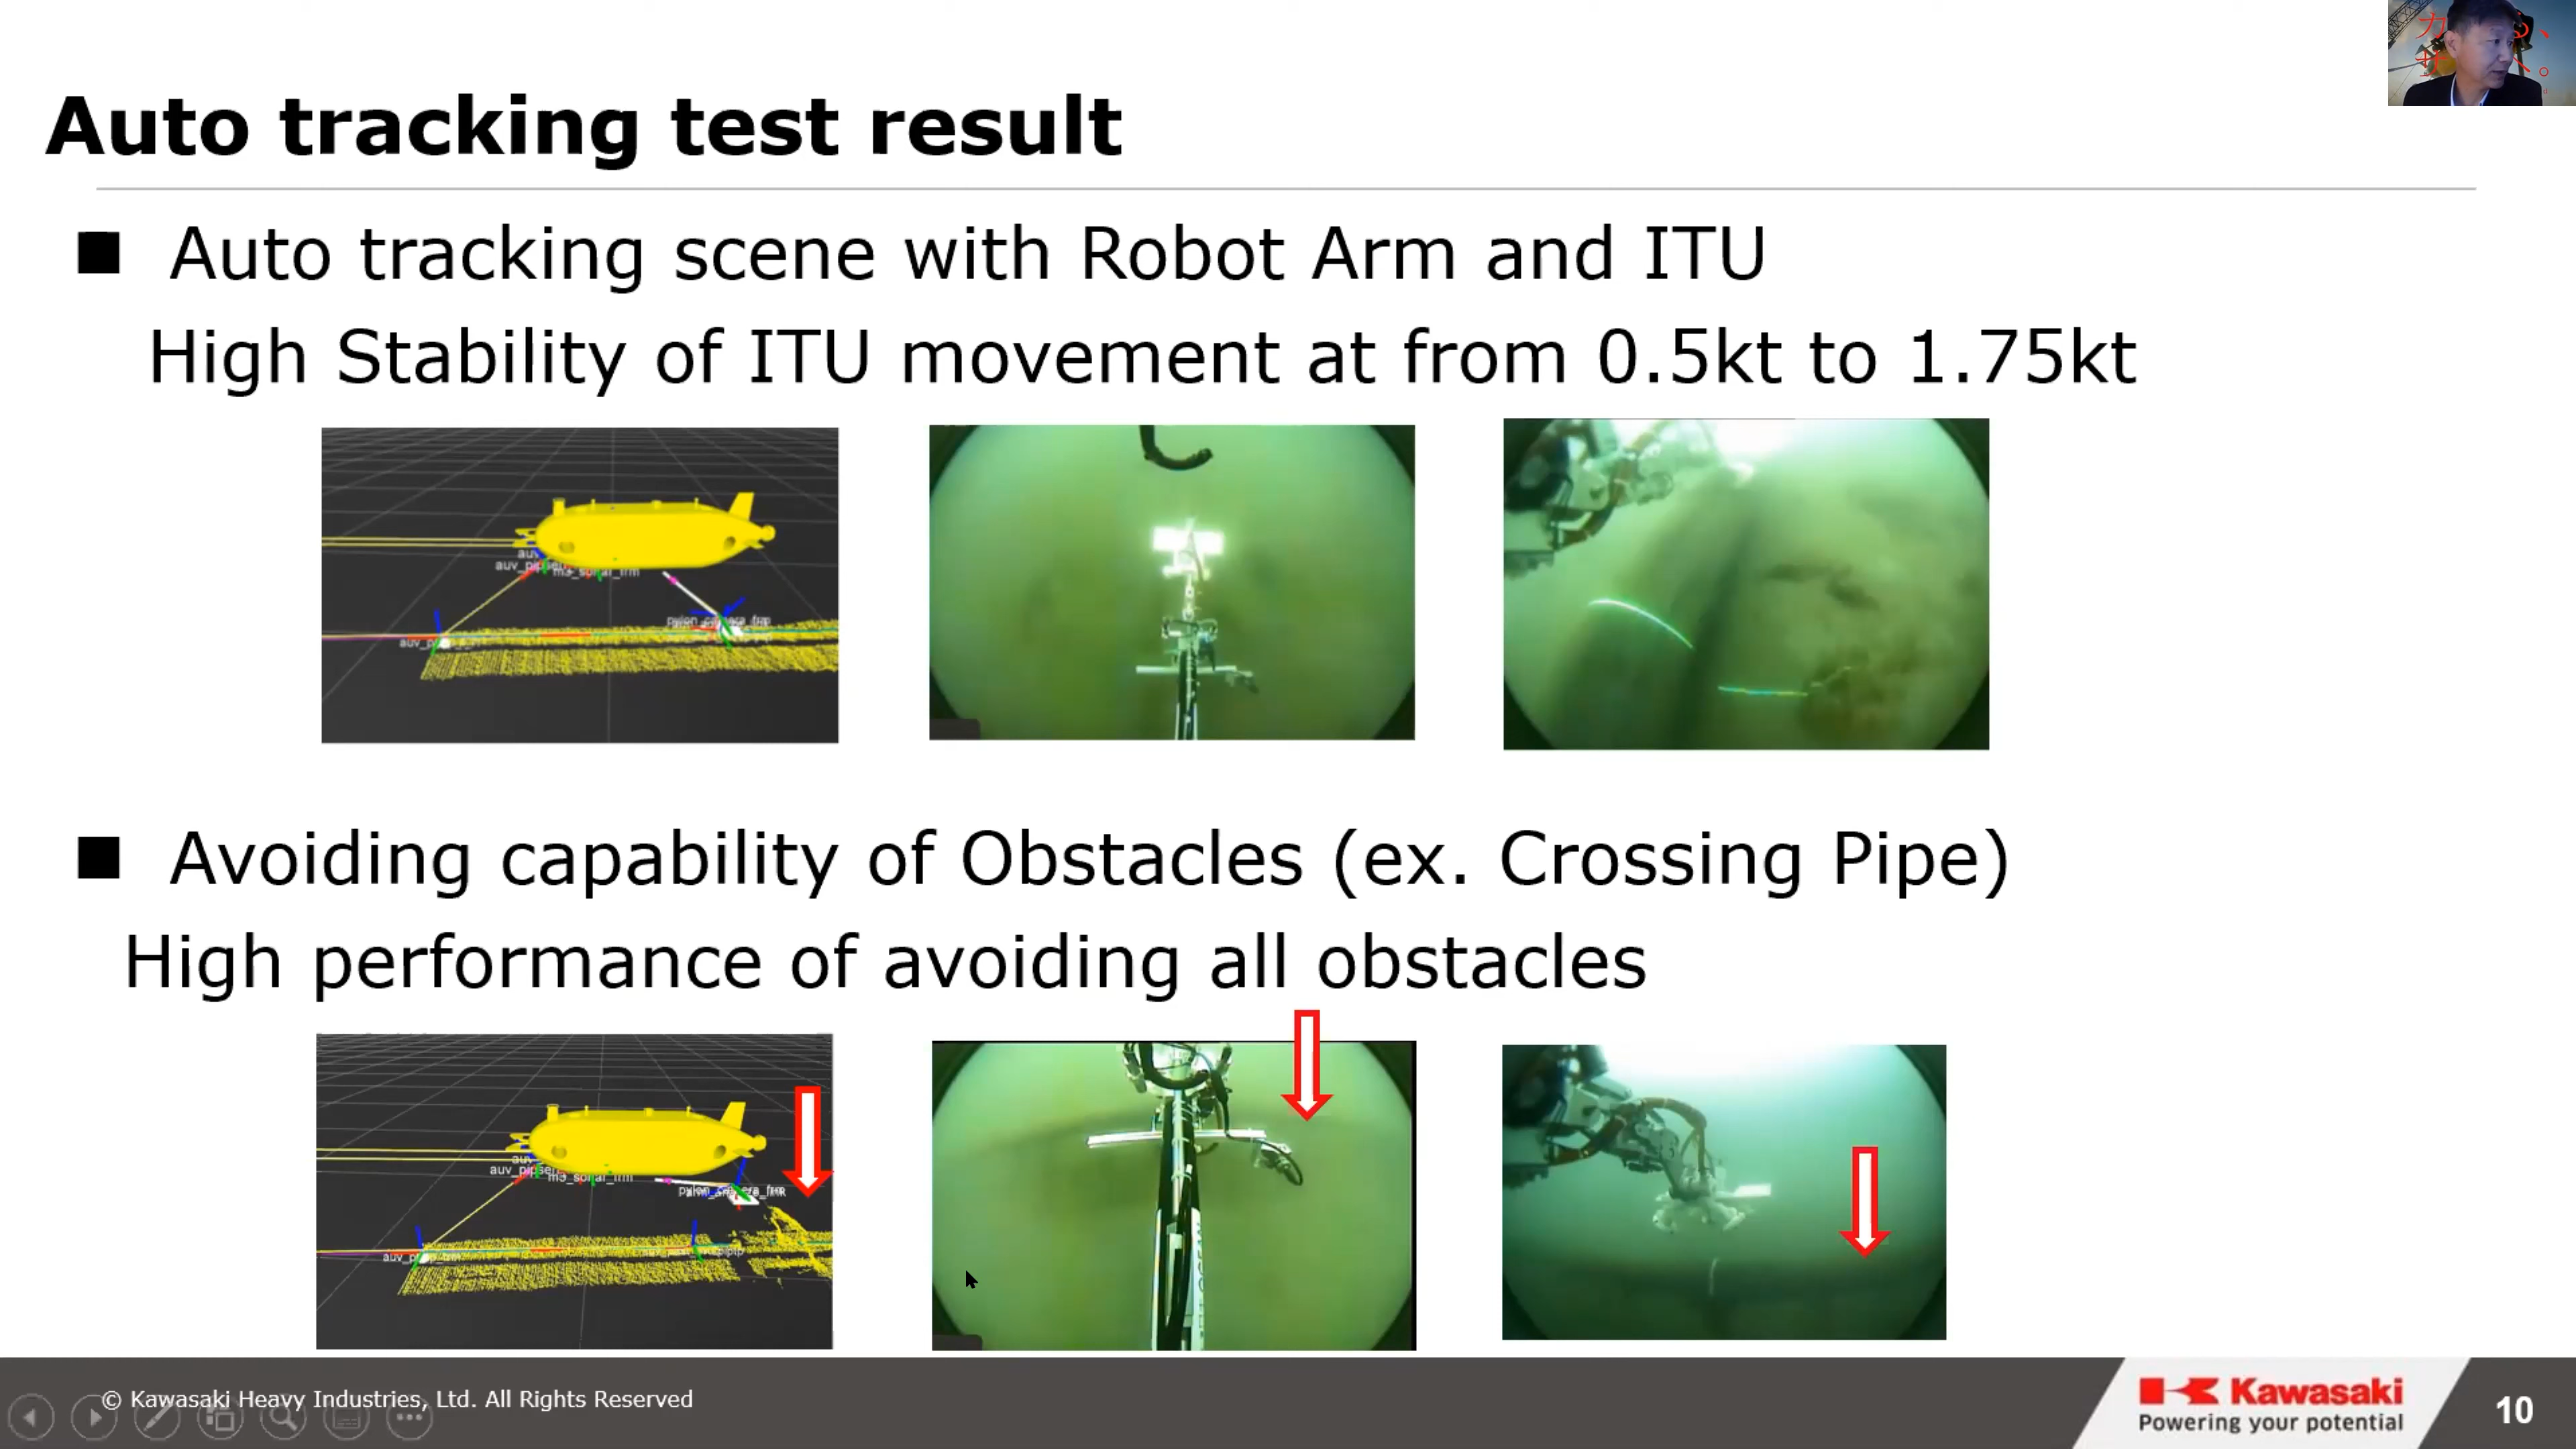 Auto tracking test result
■ Auto tracking scene with Robot Arm and ITU
High Stability of ITU movement at from 0.5kt to 1.75kt
■ Avoiding capability of Obstacles (ex. Crossing Pipe)
High performance of avoiding all obstacles
© Kawasaki Heavy Industries, Ltd. All Rights Reserved
Kawasaki
Powering your potential
10